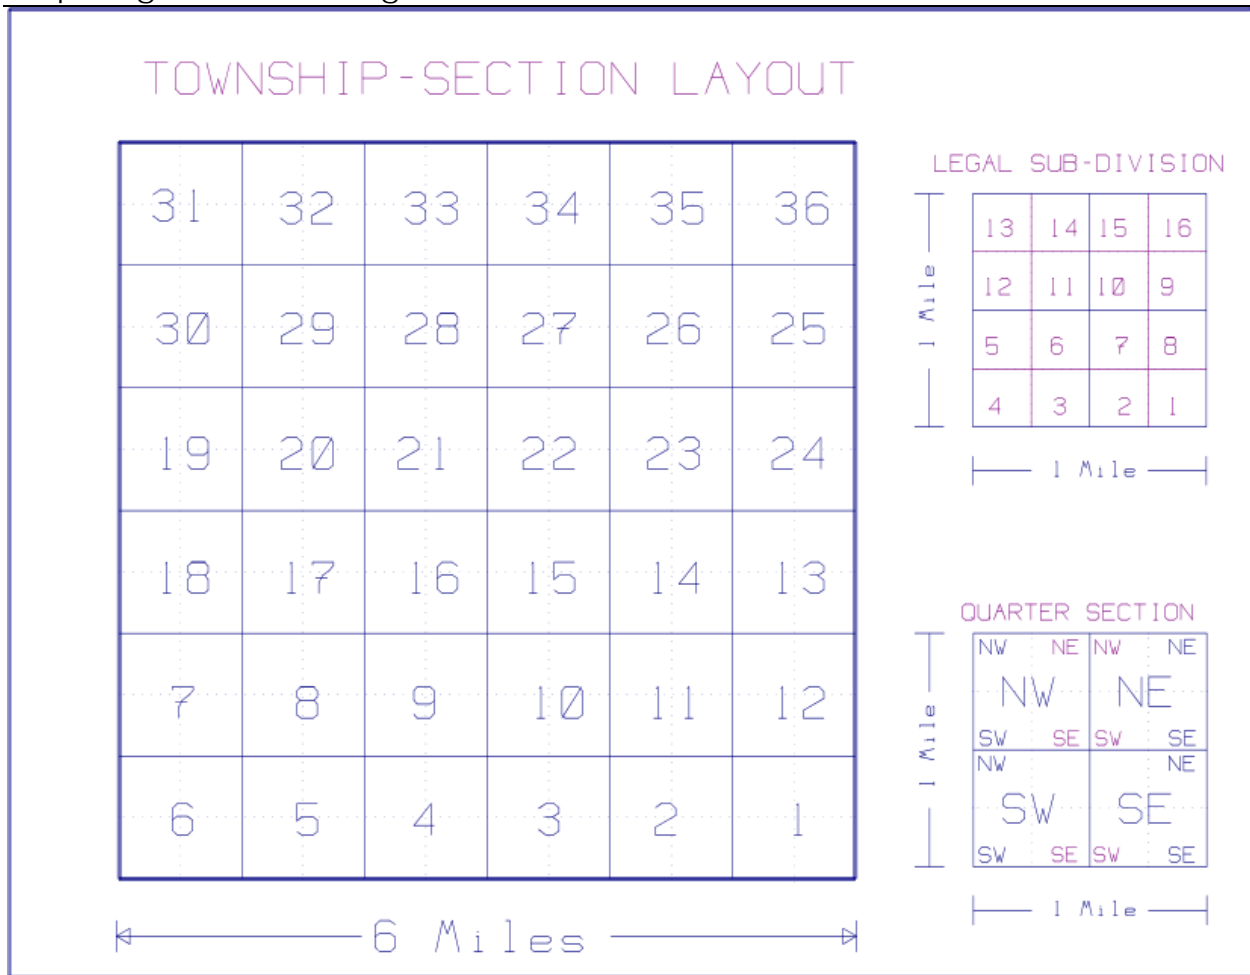 TOWNSHIP-SECTION LAYOUT
31 32 33 34 35 36
30 29 28 27 26 25
19 20 21 22 23 24
18 17 16 15 14 13
7 8 9 10 11 12
6 5 4 3 2 1
6 Miles
LEGAL SUB-DIVISION
13 14 15 16
12 11 10 9
5 6 7 8
4 3 2 1
1 Mile
1 Mile
QUARTER SECTION
NW NE NW NE
NW NE
SW SE SW SE
NW NE
SW SE
SW SE SW SE
1 Mile
1 Mile